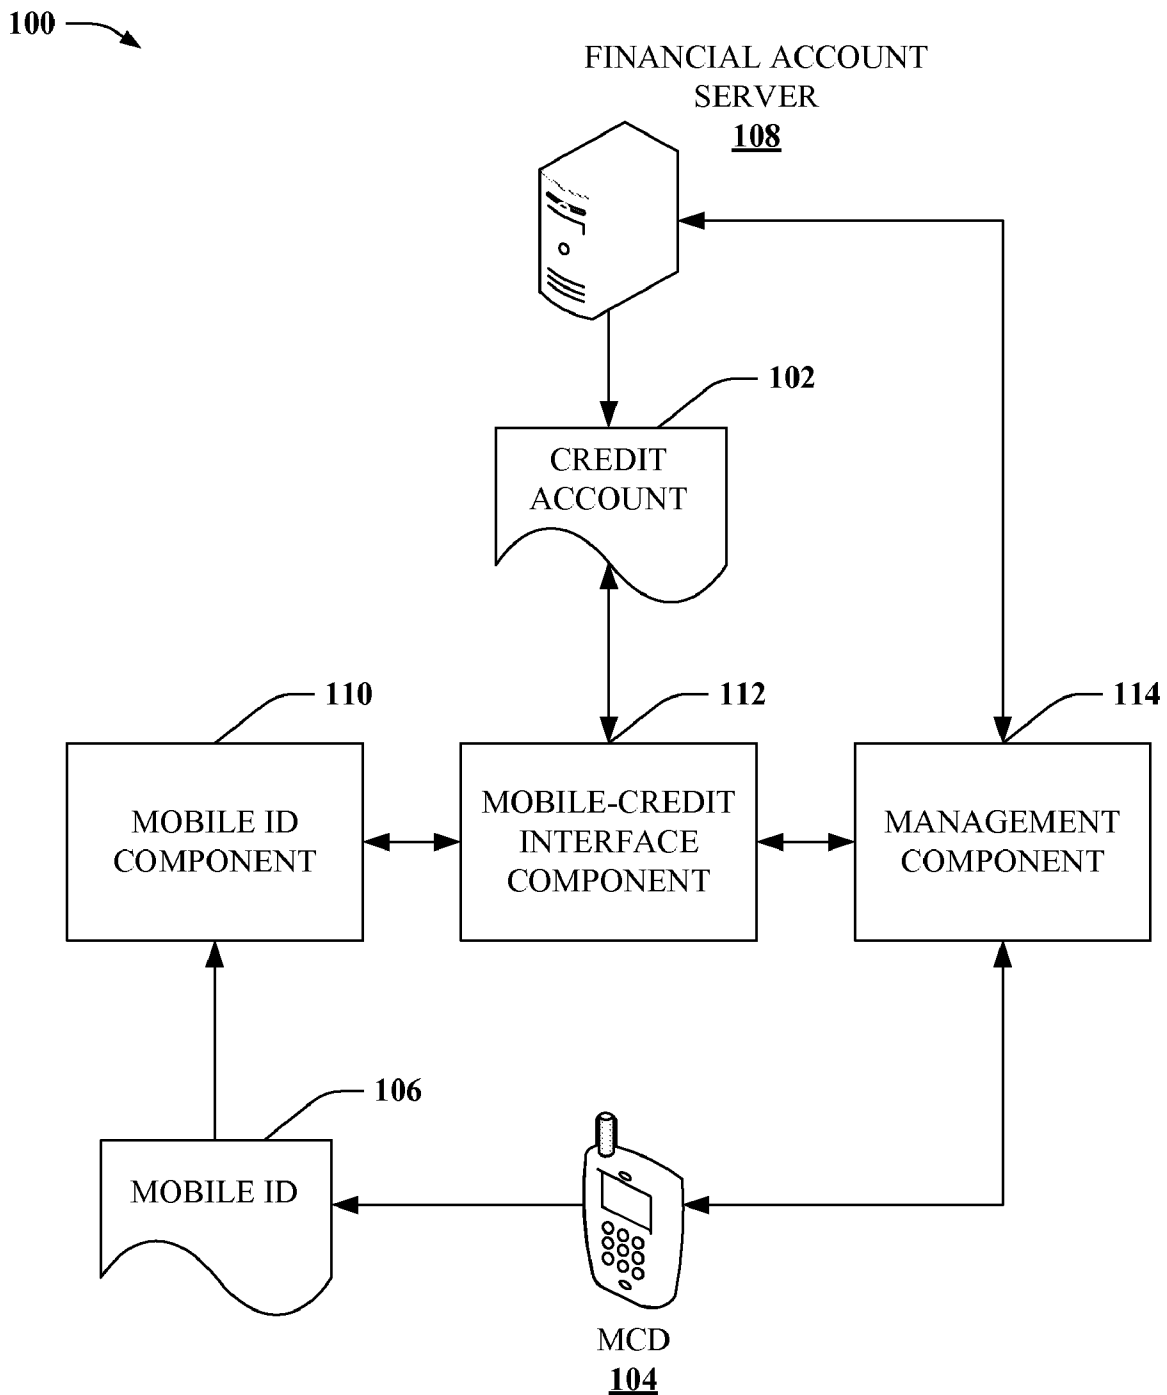 100
FINANCIAL ACCOUNT
SERVER
108
102
CREDIT
ACCOUNT
110
112
114
MOBILE ID
COMPONENT
MOBILE-CREDIT
INTERFACE
COMPONENT
MANAGEMENT
COMPONENT
106
MOBILE ID
MCD
104